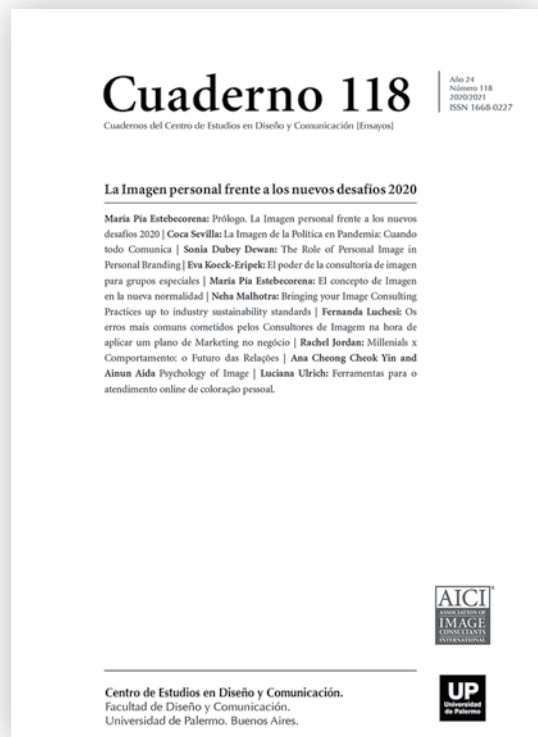 Cuaderno 118
Cuadernos del Centro de Estudios en Diseño y Comunicación [Ensayos]
Año 24
Número 118
2020/2021
ISSN 1668-0227
La Imagen personal frente a los nuevos desafíos 2020
María Pía Estebecorena: Prólogo. La Imagen personal frente a los nuevos
desafíos 2020 | Coca Sevilla: La Imagen de la Política en Pandemia: Cuando
todo Comunica | Sonia Dubey Dewan: The Role of Personal Image in
Personal Branding | Eva Koeck-Eripek: El poder de la consultoría de imagen
para grupos especiales | María Pía Estebecorena: El concepto de Imagen
en la nueva normalidad | Neha Malhotra: Bringing your Image Consulting
Practices up to industry sustainability standards | Fernanda Luchesi: Os
erros mais comuns cometidos pelos Consultores de Imagem na hora de
aplicar um plano de Marketing no negócio | Rachel Jordan: Millenials x
Comportamento: o Futuro das Relações | Ana Cheong Cheok Yin and
Ainun Aida Psychology of Image | Luciana Ulrich: Ferramentas para o
atendimento online de coloração pessoal.
AICI
ASSOCIATION OF
IMAGE
CONSULTANTS
INTERNATIONAL
Centro de Estudios en Diseño y Comunicación.
Facultad de Diseño y Comunicación.
Universidad de Palermo. Buenos Aires.
UP
Universidad
de Palermo